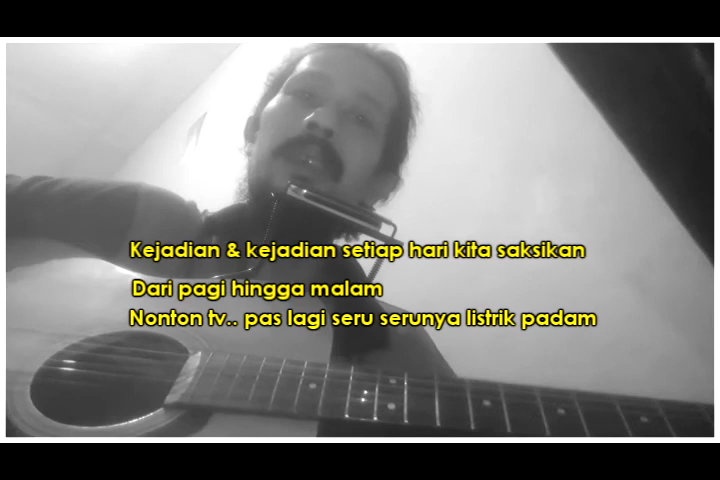 Kejadian & kejadian setiap hari kita saksikan
Dari pagi hingga malam
Nonton tv.. pas lagi seru serunya listrik padam